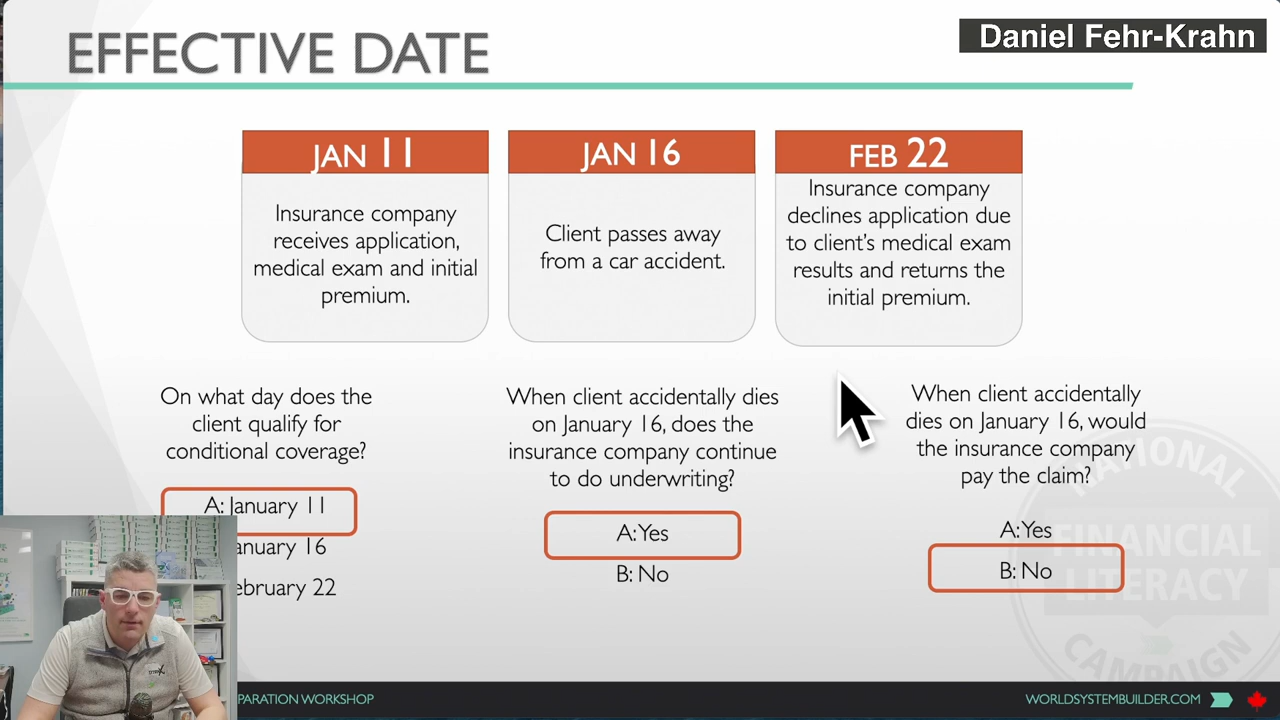 EFFECTIVE DATE
Daniel Fehr-Krahn
JAN 11
Insurance company
receives application,
medical exam and initial
premium.
JAN 16
Client passes away
from a car accident.
FEB 22
Insurance company
declines application due
to client's medical exam
results and returns the
initial premium.
On what day does the
client qualify for
conditional coverage?
A: January 11
anuary 16
ebruary 22
When client accidentally dies
on January 16, does the
insurance company continue
to do underwriting?
A: Yes
B: No
When client accidentally
dies on January 16, would
the insurance company
pay the claim?
A: Yes
B: No
NATIONAL
FINANCIAL
LITERACY
CAMPAIGN
PARATION WORKSHOP
WORLDSYSTEMBUILDER.COM